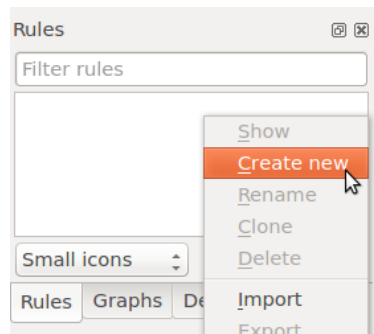 Rules
Filter rules
Show
Create new
Rename
Clone
Delete
Small icons
Import
Export
Rules Graphs De